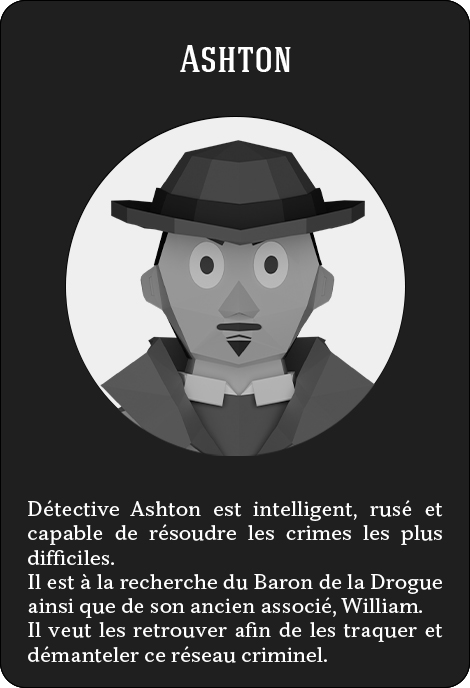 Ashton
Détective Ashton est intelligent, rusé et
capable de résoudre les crimes les plus
difficiles.
Il est à la recherche du Baron de la Drogue
ainsi que de son ancien associé, William.
Il veut les retrouver afin de les traquer et
démanteler ce réseau criminel.